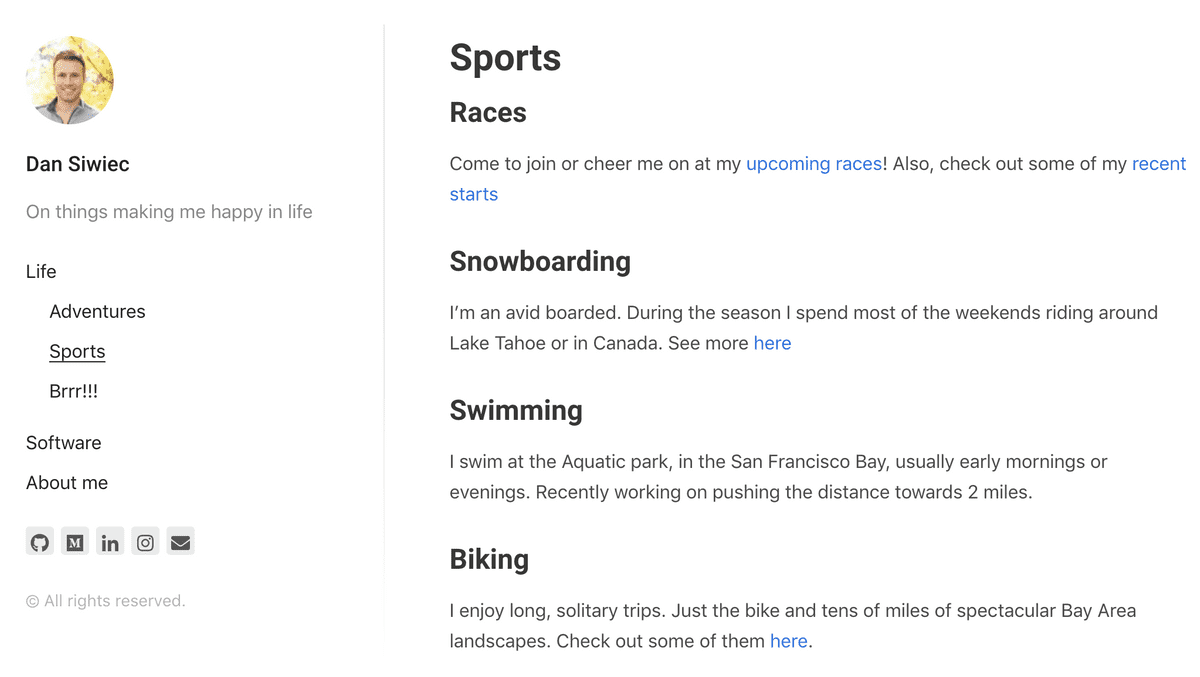 Dan Siwiec
On things making me happy in life
Life
Adventures
Sports
Brrr!!!
Software
About me
© All rights reserved.
Sports
Races
Come to join or cheer me on at my upcoming races! Also, check out some of my recent
starts
Snowboarding
I’m an avid boarded. During the season I spend most of the weekends riding around
Lake Tahoe or in Canada. See more here
Swimming
I swim at the Aquatic park, in the San Francisco Bay, usually early mornings or
evenings. Recently working on pushing the distance towards 2 miles.
Biking
I enjoy long, solitary trips. Just the bike and tens of miles of spectacular Bay Area
landscapes. Check out some of them here.